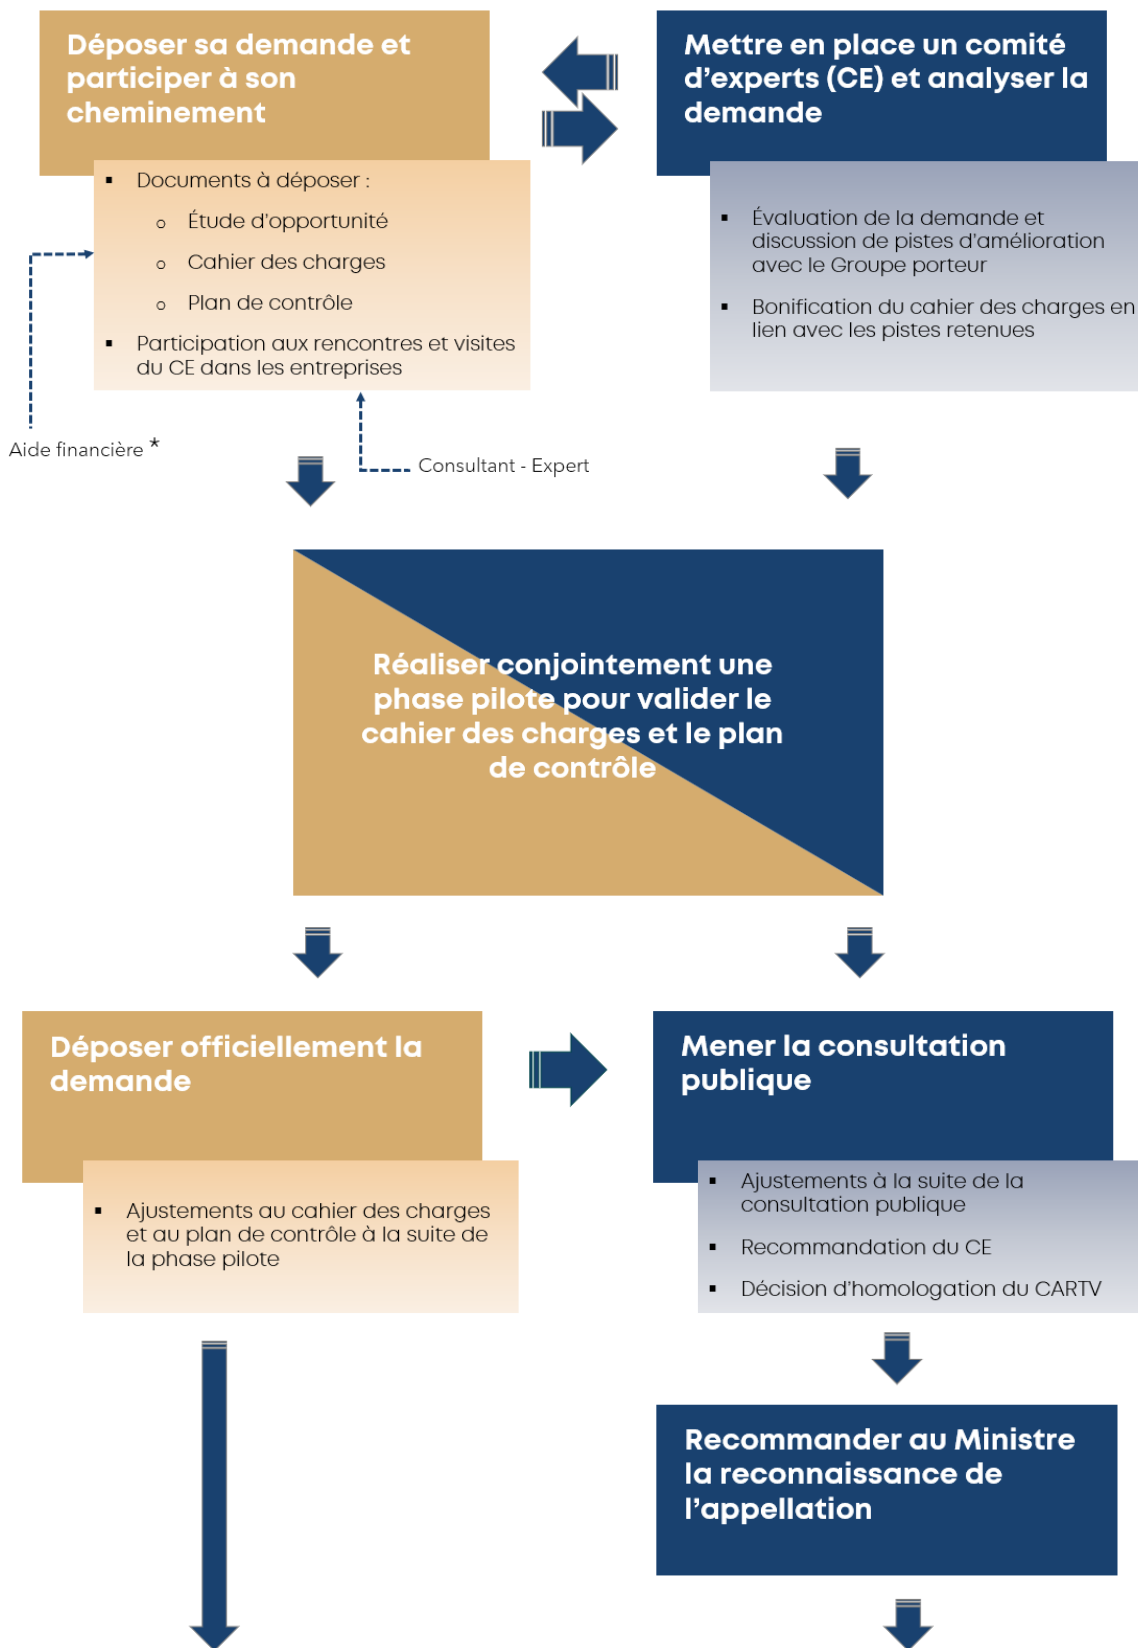 Déposer sa demande et
participer à son
cheminement
Mettre en place un comité
d'experts (CE) et analyser la
demande
▪ Documents à déposer :
o Étude d'opportunité
o Cahier des charges
o Plan de contrôle
▪ Participation aux rencontres et visites
du CE dans les entreprises
▪ Évaluation de la demande et
discussion de pistes d'amélioration
avec le Groupe porteur
▪ Bonification du cahier des charges en
lien avec les pistes retenues
Aide financière *
Consultant - Expert
Réaliser conjointement une
phase pilote pour valider le
cahier des charges et le plan
de contrôle
Déposer officiellement la
demande
Mener la consultation
publique
▪ Ajustements au cahier des charges
et au plan de contrôle à la suite de
la phase pilote
▪ Ajustements à la suite de la
consultation publique
▪ Recommandation du CE
▪ Décision d'homologation du CARTV
Recommander au Ministre
la reconnaissance de
l'appellation